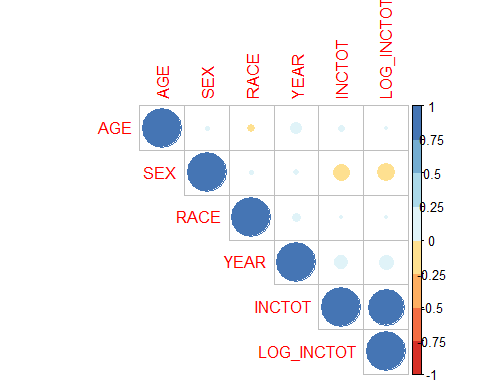 AGE
SEX
RACE
YEAR
INCTOT
LOG_INCTOT
AGE
SEX
RACE
YEAR
INCTOT
LOG_INCTOT
1
0.75
0.5
0.25
0
-0.25
-0.5
-0.75
-1